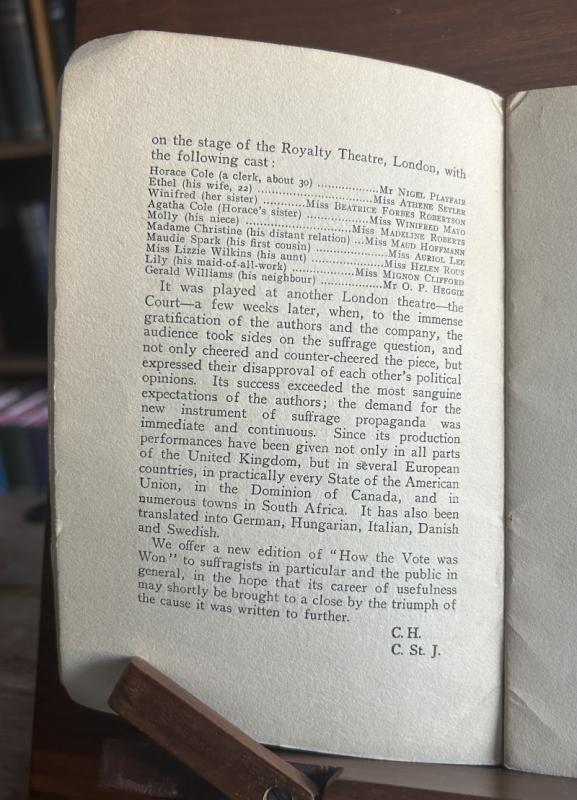 on the stage of the Royalty Theatre, London, with
the following cast :
Horace Cole (a clerk, about 30) ..................Mr NIGEL PLAYFAIR
Ethel (his wife, 22) ..............................Miss ATHENE SEYLER
Winifred (her sister) ............Miss BEATRICE FORBES ROBERTSON
Agatha Cole (Horace's sister) ..................Miss WINIFRED MAYO
Molly (his niece) ..............................Miss MADELINE ROBERTS
Madame Christine (his distant relation) ...Miss MAUD HOFFMANN
Maudie Spark (his first cousin) ..................Miss AURIOL LEE
Miss Lizzie Wilkins (his aunt) ..................Miss HELEN ROUS
Lily (his maid-of-all-work) ..................Miss MIGNON CLIFFORD
Gerald Williams (his neighbour) ..................Mr O. P. HEGGIE
It was played at another London theatre—the
Court—a few weeks later, when, to the immense
gratification of the authors and the company, the
audience took sides on the suffrage question, and
not only cheered and counter-cheered the piece, but
expressed their disapproval of each other's political
opinions. Its success exceeded the most sanguine
expectations of the authors; the demand for the
new instrument of suffrage propaganda was
immediate and continuous. Since its production
performances have been given not only in all parts
of the United Kingdom, but in several European
countries, in practically every State of the American
Union, in the Dominion of Canada, and in
numerous towns in South Africa. It has also been
translated into German, Hungarian, Italian, Danish
and Swedish.
We offer a new edition of "How the Vote was
Won" to suffragists in particular and the public in
general, in the hope that its career of usefulness
may shortly be brought to a close by the triumph of
the cause it was written to further.
C. H.
C. St. J.